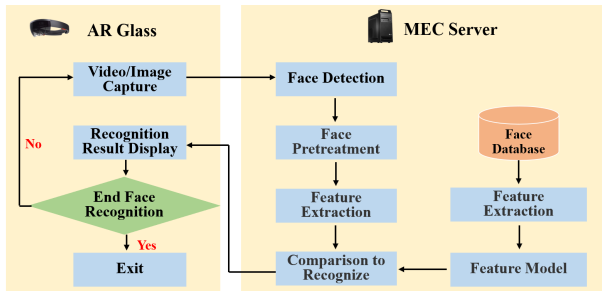 AR Glass
MEC Server
Video/Image
Capture
Face Detection
Recognition
Result Display
Face
Pretreatment
Face
Database
No
End Face
Recognition
Feature
Extraction
Feature
Extraction
Yes
Exit
Comparison to
Recognize
Feature Model